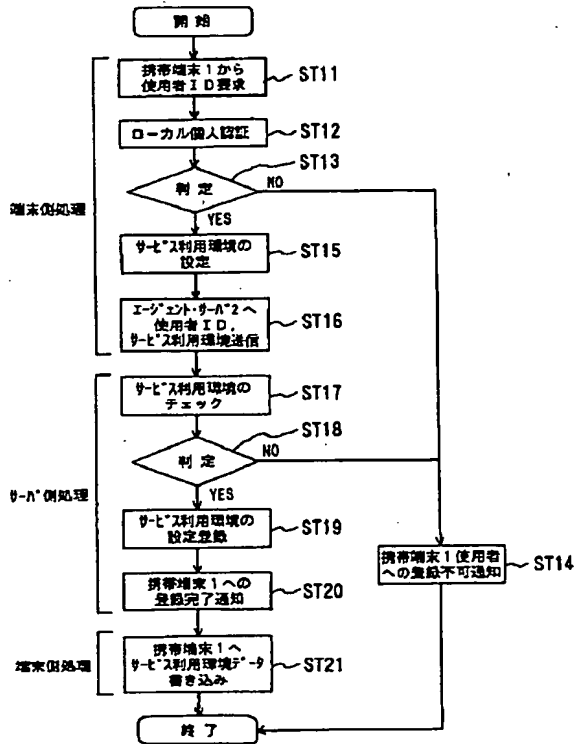 開 始
携帯端末1から
使用者ID要求
ST11
ローカル個人認証
ST12
ST13
判 定
NO
YES
端末側処理
サービス利用環境の
設定
ST15
エージェント・サーバ2へ
使用者ID,
サービス利用環境送信
ST16
サービス利用環境の
チェック
ST17
ST18
判 定
NO
YES
サーバ側処理
サービス利用環境の
設定登録
ST19
携帯端末1使用者
への登録不可通知
ST14
携帯端末1への
登録完了通知
ST20
端末側処理
携帯端末1へ
サービス利用環境データ
書き込み
ST21
終 了